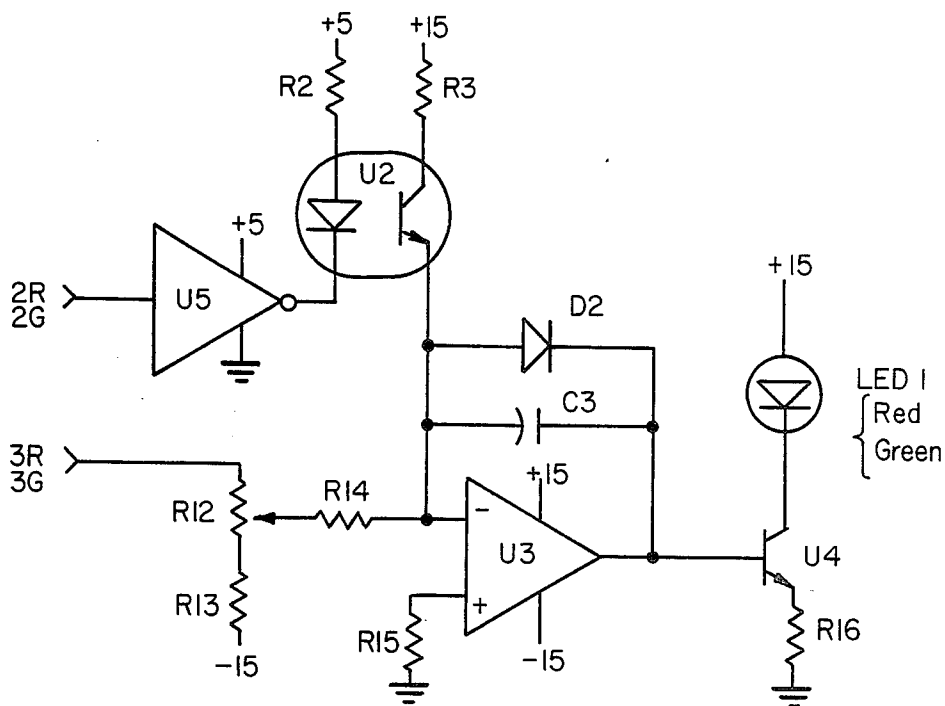 +5
+15
R2
R3
U2
+5
2R
2G
U5
D2
+15
C3
LED 1
Red
Green
3R
3G
R12
R14
+15
-
U3
U4
+
R13
R15
-15
-15
R16